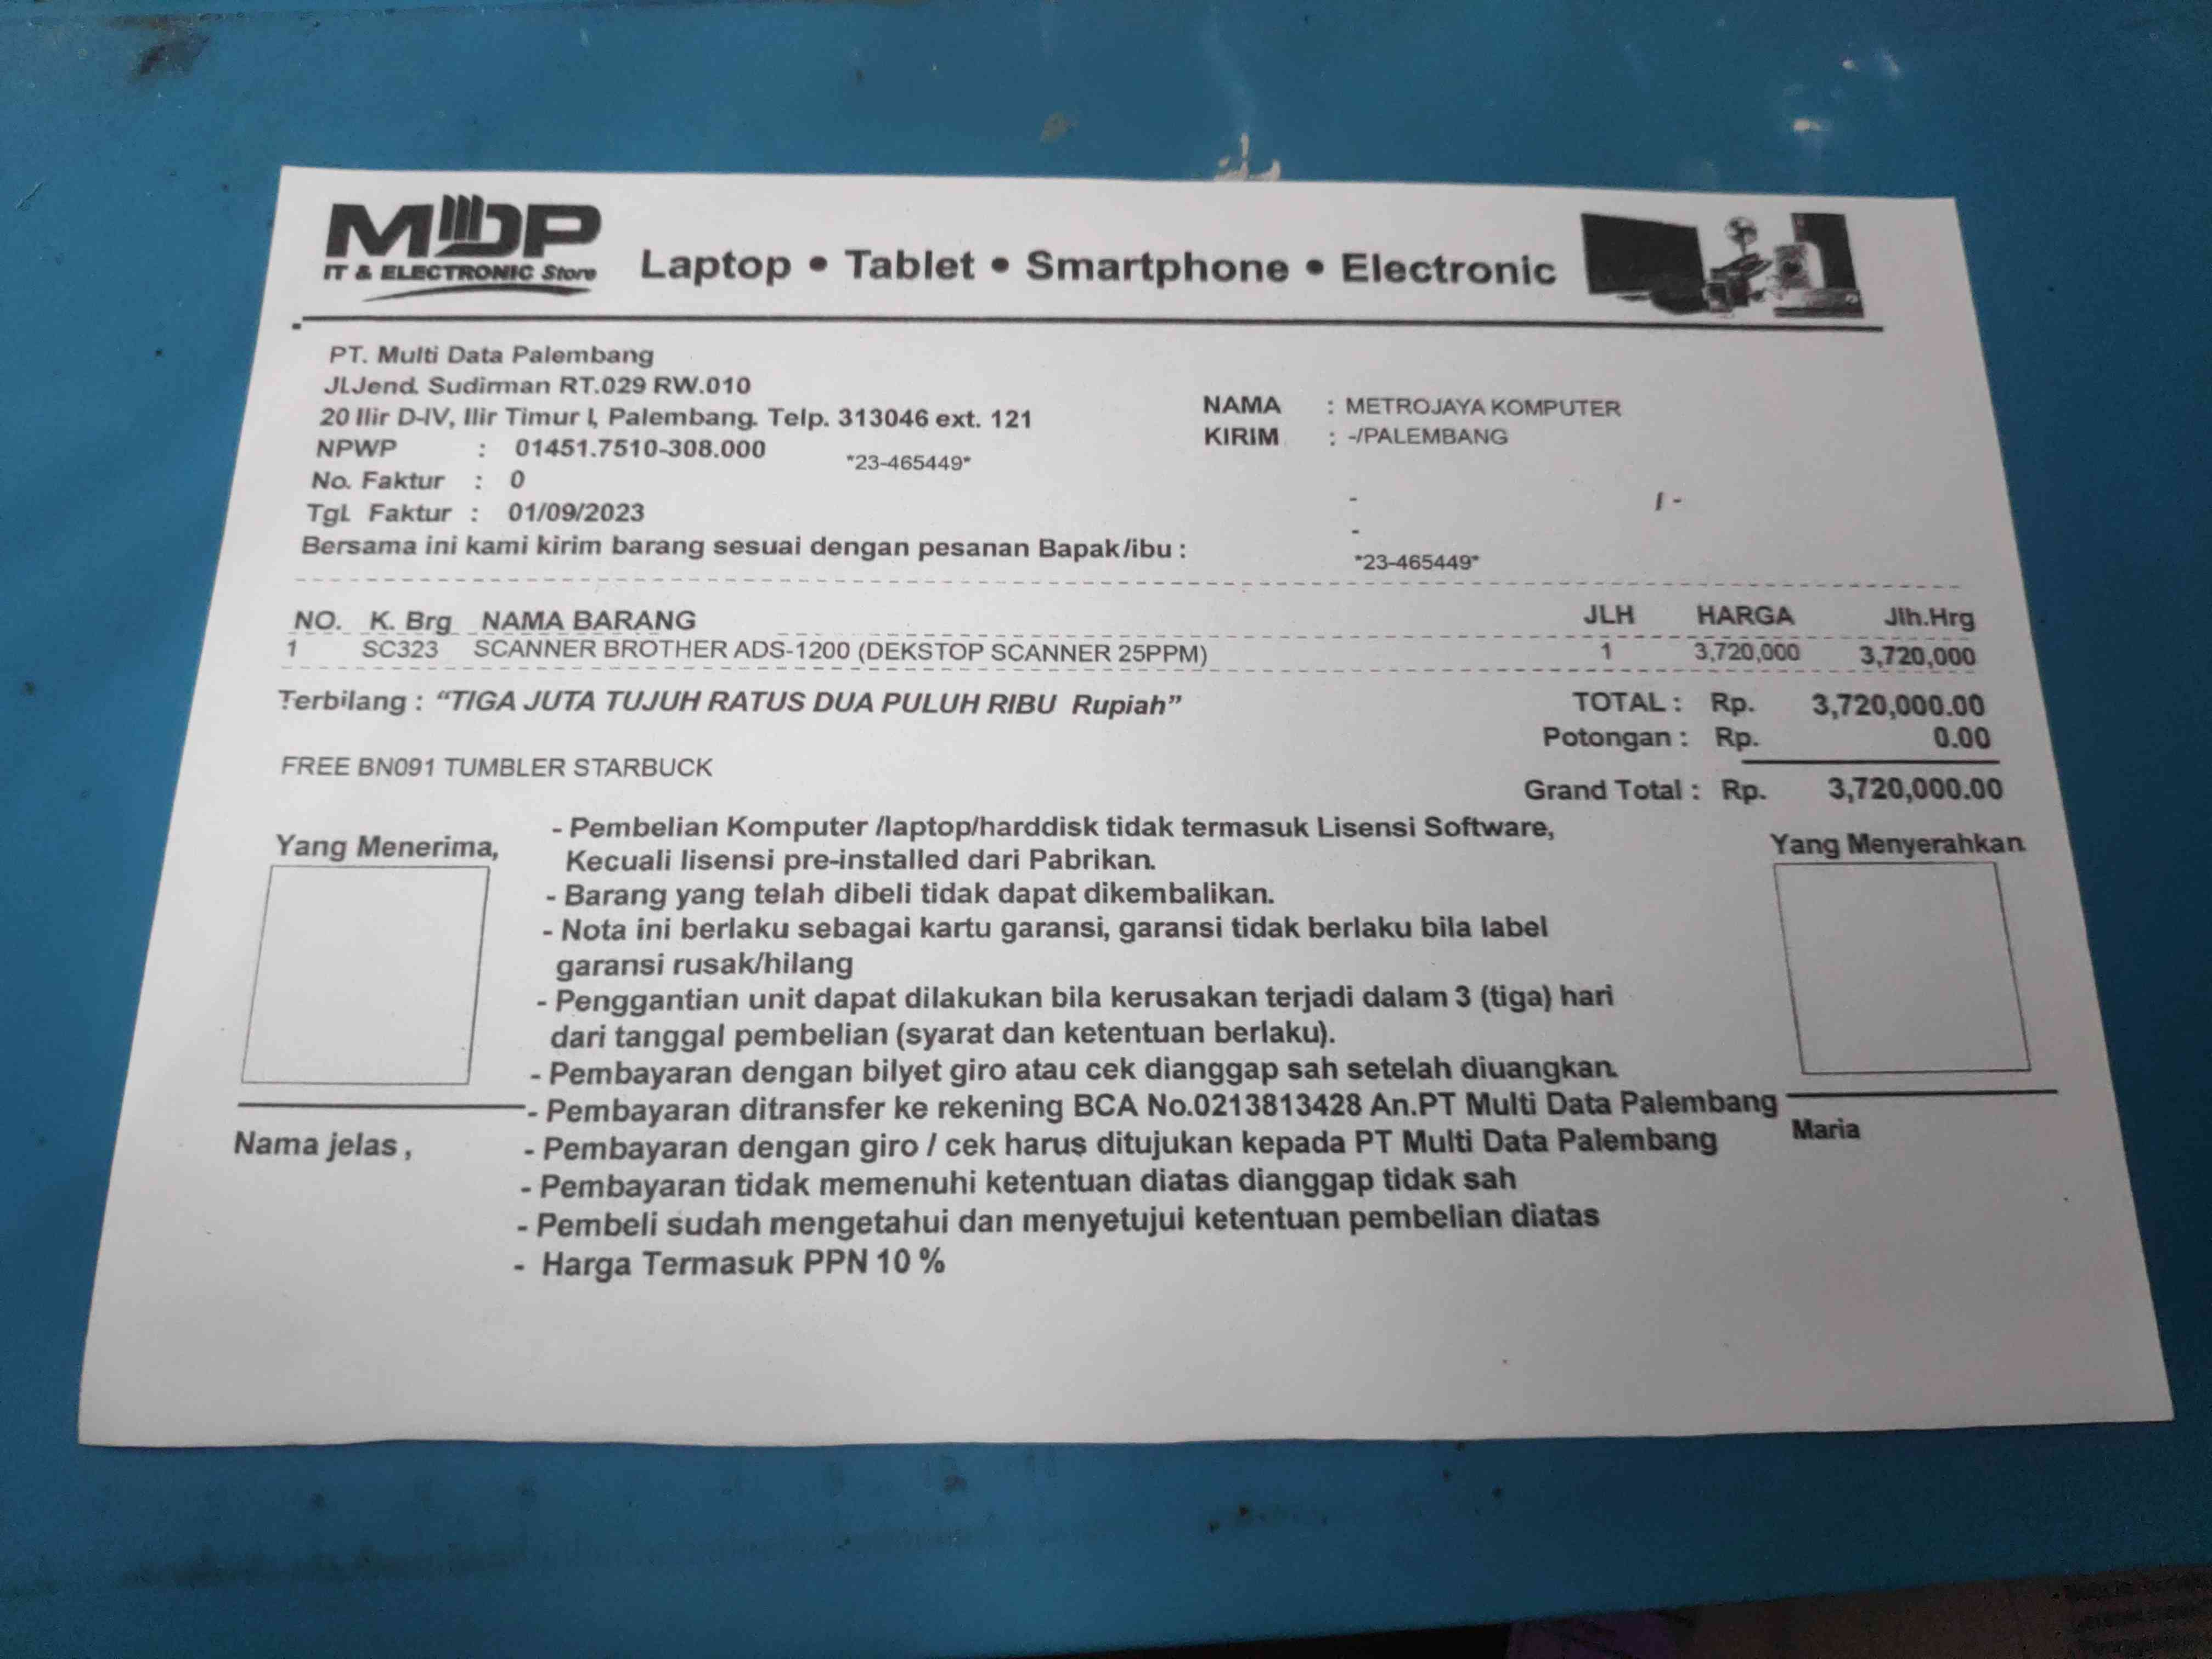 MDP
IT & ELECTRONIC Store
Laptop • Tablet • Smartphone • Electronic
PT. Multi Data Palembang
Jl.Jend. Sudirman RT.029 RW.010
20 Ilir D-IV, Ilir Timur I, Palembang. Telp. 313046 ext. 121
NPWP : 01451.7510-308.000
*23-465449*
No. Faktur : 0
Tgl. Faktur : 01/09/2023
NAMA : METROJAYA KOMPUTER
KIRIM : -/PALEMBANG
- / -
-
Bersama ini kami kirim barang sesuai dengan pesanan Bapak/ibu :
*23-465449*
NO. K. Brg NAMA BARANG JLH HARGA Jlh.Hrg
1 SC323 SCANNER BROTHER ADS-1200 (DEKSTOP SCANNER 25PPM) 1 3,720,000 3,720,000
Terbilang : “TIGA JUTA TUJUH RATUS DUA PULUH RIBU Rupiah”
TOTAL : Rp. 3,720,000.00
Potongan : Rp. 0.00
FREE BN091 TUMBLER STARBUCK
Grand Total : Rp. 3,720,000.00
Yang Menerima,
- Pembelian Komputer /laptop/harddisk tidak termasuk Lisensi Software,
Kecuali lisensi pre-installed dari Pabrikan.
- Barang yang telah dibeli tidak dapat dikembalikan.
- Nota ini berlaku sebagai kartu garansi, garansi tidak berlaku bila label
garansi rusak/hilang
- Penggantian unit dapat dilakukan bila kerusakan terjadi dalam 3 (tiga) hari
dari tanggal pembelian (syarat dan ketentuan berlaku).
- Pembayaran dengan bilyet giro atau cek dianggap sah setelah diuangkan.
- Pembayaran ditransfer ke rekening BCA No.0213813428 An.PT Multi Data Palembang
- Pembayaran dengan giro / cek harus ditujukan kepada PT Multi Data Palembang
- Pembayaran tidak memenuhi ketentuan diatas dianggap tidak sah
- Pembeli sudah mengetahui dan menyetujui ketentuan pembelian diatas
- Harga Termasuk PPN 10 %
Nama jelas ,
Yang Menyerahkan
Maria